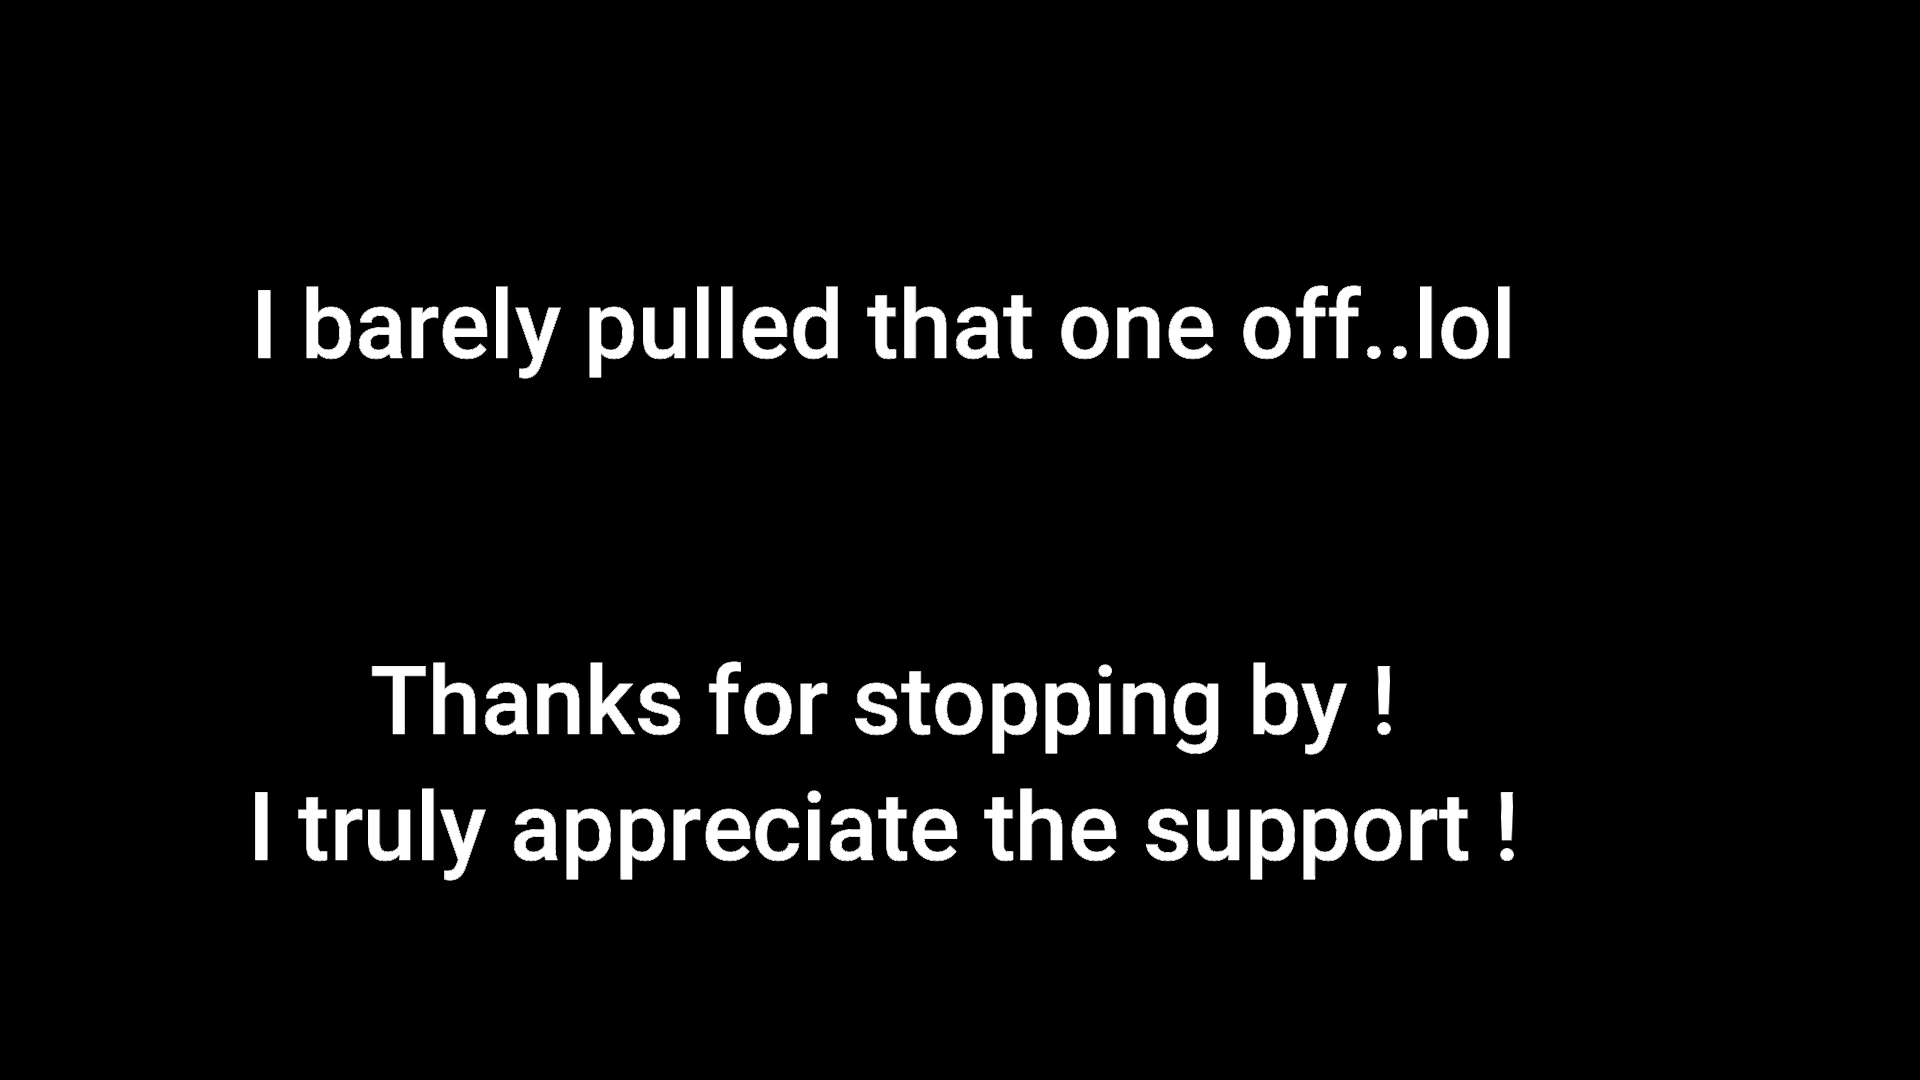 I barely pulled that one off..lol
Thanks for stopping by !
I truly appreciate the support !